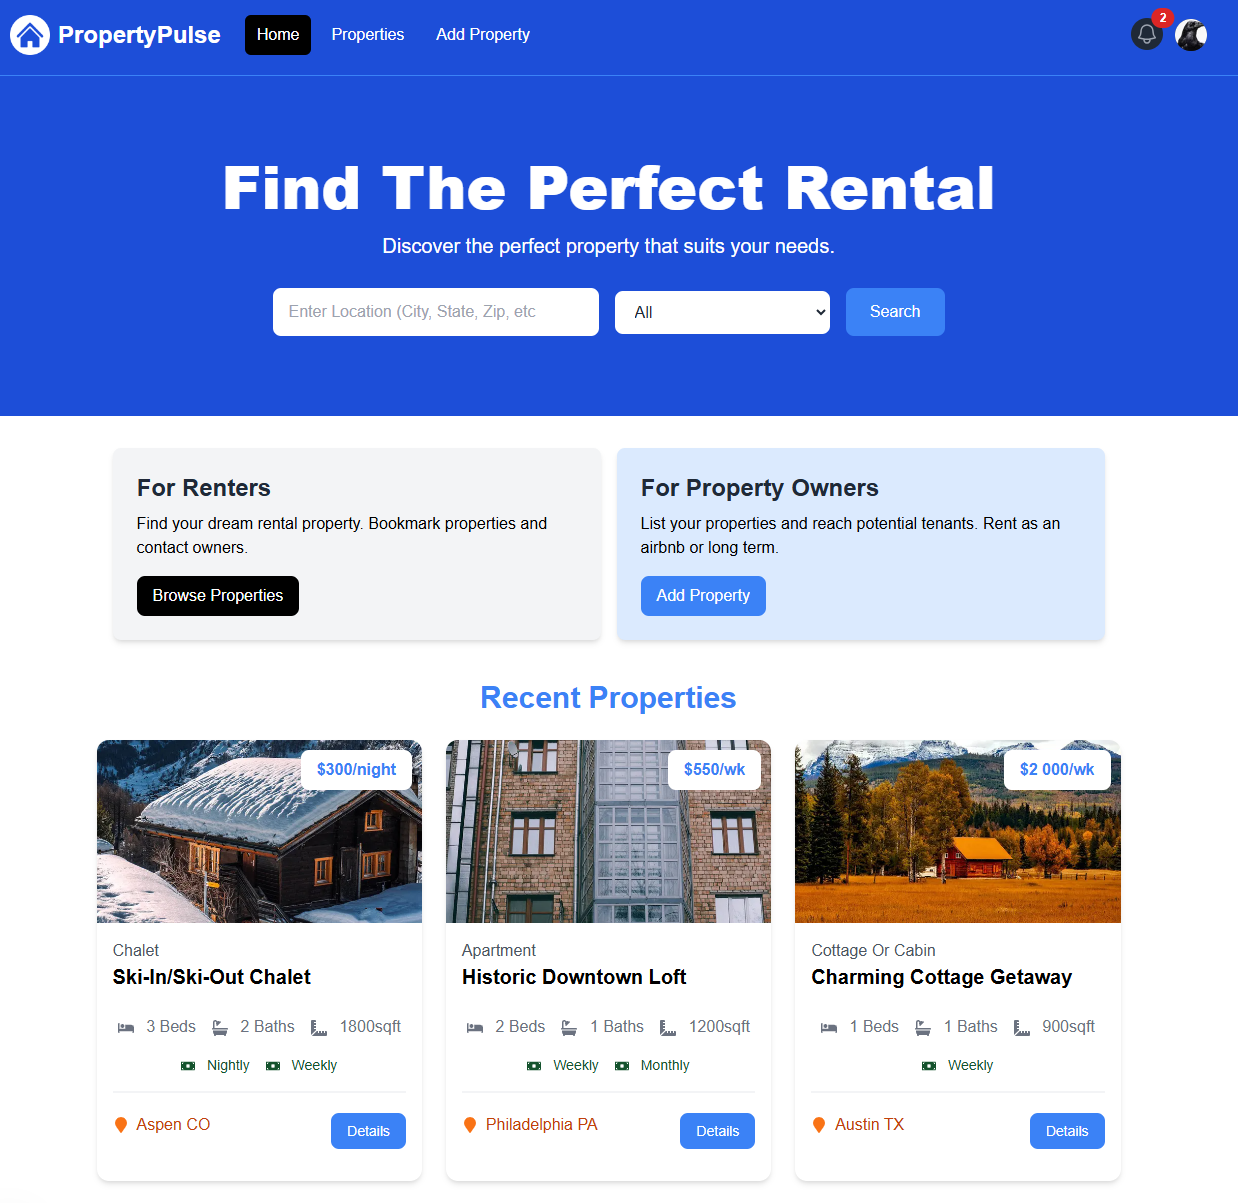 PropertyPulse
Home
Properties
Add Property
2
Find The Perfect Rental
Discover the perfect property that suits your needs.
Enter Location (City, State, Zip, etc
All
Search
For Renters
Find your dream rental property. Bookmark properties and
contact owners.
Browse Properties
For Property Owners
List your properties and reach potential tenants. Rent as an
airbnb or long term.
Add Property
Recent Properties
$300/night
Chalet
Ski-In/Ski-Out Chalet
3 Beds 2 Baths 1800sqft
Nightly Weekly
Aspen CO
Details
$550/wk
Apartment
Historic Downtown Loft
2 Beds 1 Baths 1200sqft
Weekly Monthly
Philadelphia PA
Details
$2 000/wk
Cottage Or Cabin
Charming Cottage Getaway
1 Beds 1 Baths 900sqft
Weekly
Austin TX
Details